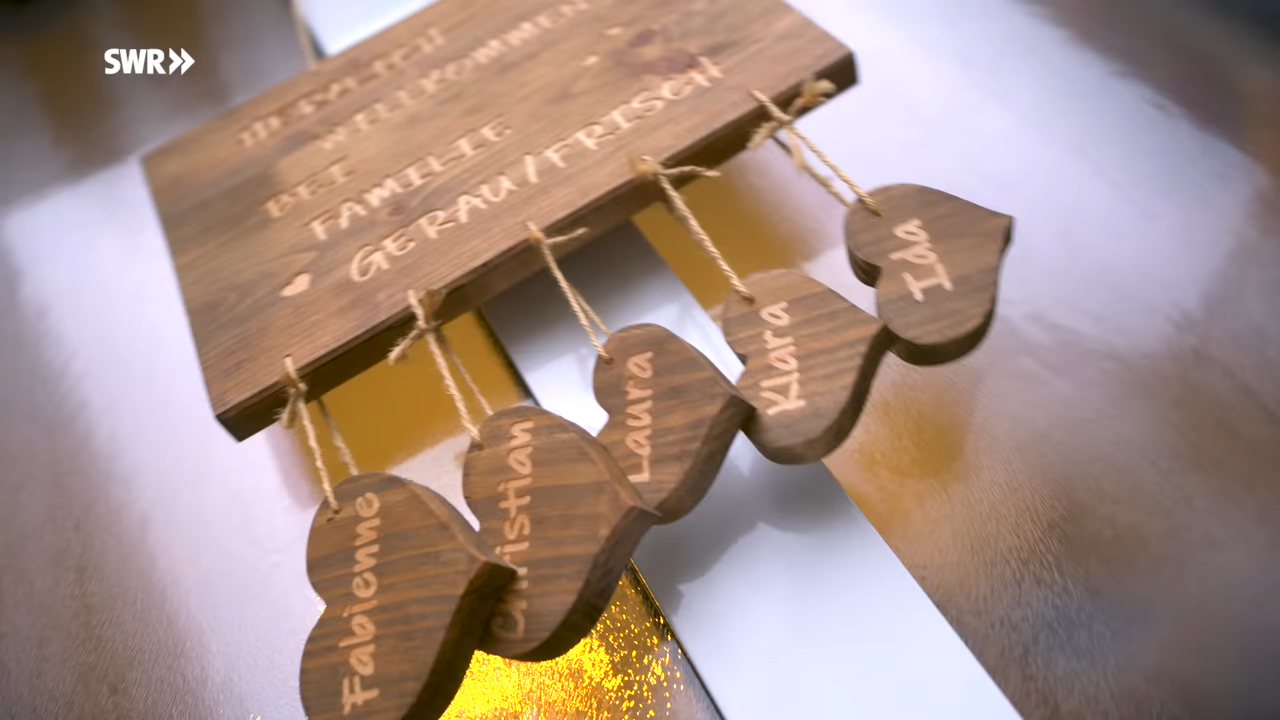 SWR
HERZLICH
WILLKOMMEN
BEI
FAMILIE
GERAU/FRISCH
Fabienne
Christian
Laura
Klara
Ida